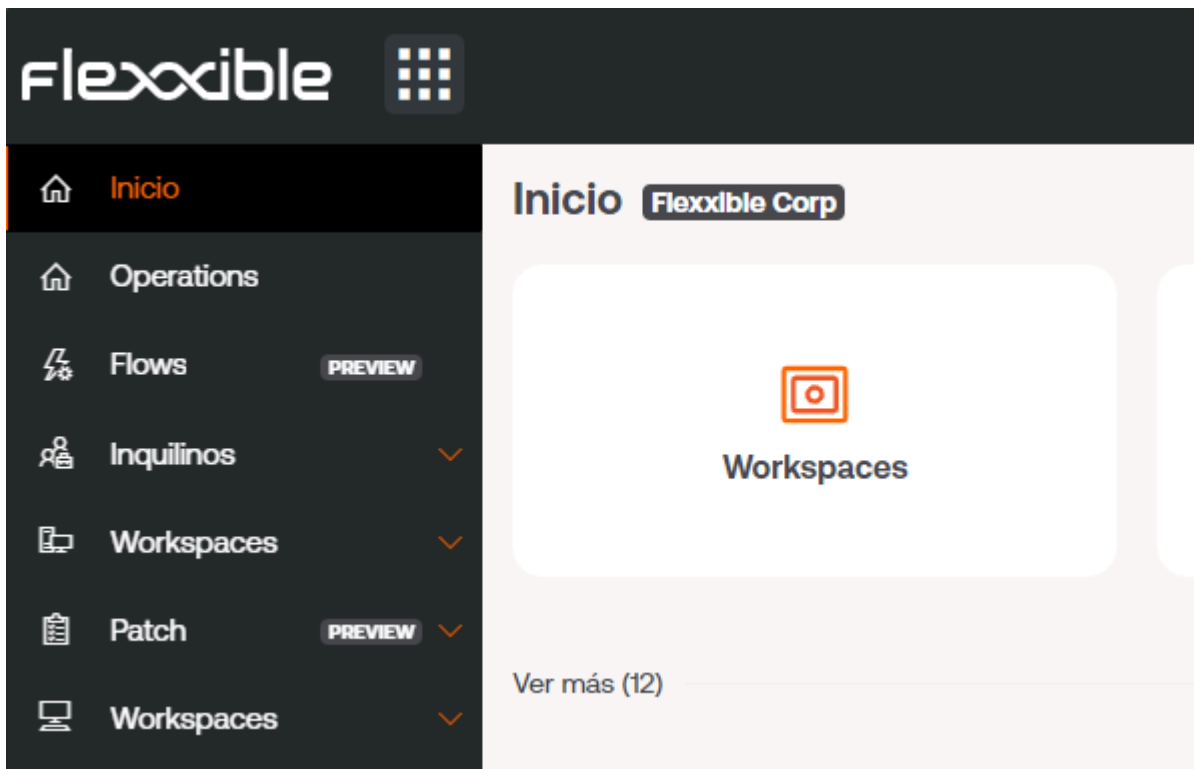 Flexxible
Inicio
Inicio Flexxible Corp
Operations
Flows PREVIEW
Inquilinos
Workspaces
Workspaces
Patch PREVIEW
Ver más (12)
Workspaces